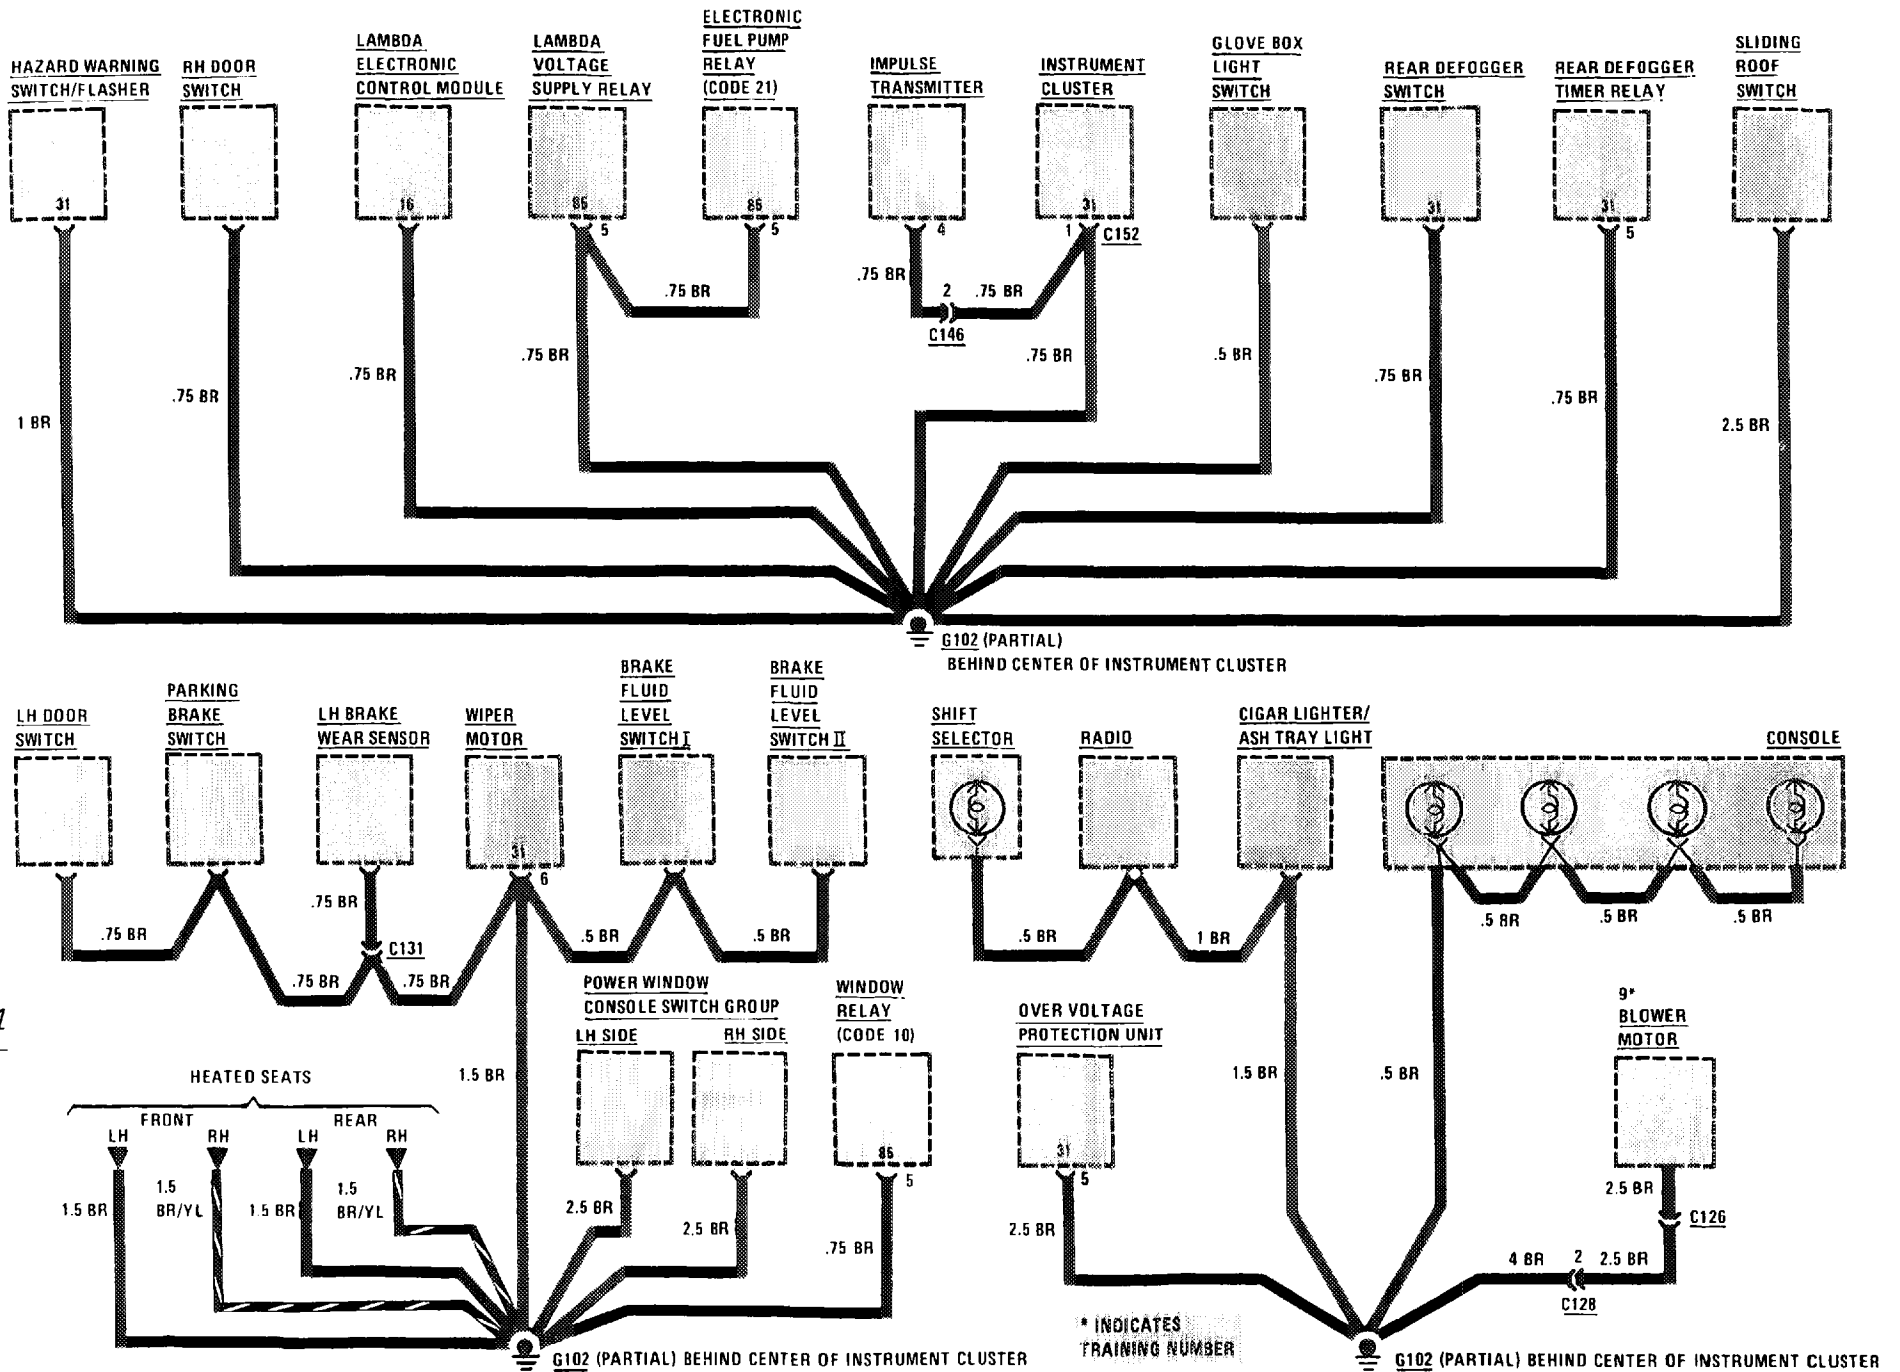 HAZARD WARNING
SWITCH/FLASHER
RH DOOR
SWITCH
LAMBDA
ELECTRONIC
CONTROL MODULE
LAMBDA
VOLTAGE
SUPPLY RELAY
ELECTRONIC
FUEL PUMP
RELAY
(CODE 21)
IMPULSE
TRANSMITTER
INSTRUMENT
CLUSTER
GLOVE BOX
LIGHT
SWITCH
REAR DEFOGGER
SWITCH
REAR DEFOGGER
TIMER RELAY
SLIDING
ROOF
SWITCH
31
16
86
86
31
31
31
5
5
4
1
C152
5
.75 BR
.75 BR
2
.75 BR
C146
1 BR
.75 BR
.75 BR
.75 BR
.75 BR
.5 BR
.75 BR
.75 BR
2.5 BR
G102 (PARTIAL)
BEHIND CENTER OF INSTRUMENT CLUSTER
LH DOOR
SWITCH
PARKING
BRAKE
SWITCH
LH BRAKE
WEAR SENSOR
WIPER
MOTOR
BRAKE
FLUID
LEVEL
SWITCH I
BRAKE
FLUID
LEVEL
SWITCH II
SHIFT
SELECTOR
RADIO
CIGAR LIGHTER/
ASH TRAY LIGHT
CONSOLE
31
6
.75 BR
.75 BR
C131
.75 BR
.75 BR
.5 BR
.5 BR
.5 BR
1 BR
.5 BR
.5 BR
.5 BR
1.5 BR
POWER WINDOW
CONSOLE SWITCH GROUP
LH SIDE
RH SIDE
WINDOW
RELAY
(CODE 10)
OVER VOLTAGE
PROTECTION UNIT
1.5 BR
.5 BR
9*
BLOWER
MOTOR
HEATED SEATS
FRONT
REAR
LH
RH
LH
RH
1.5 BR
1.5
BR/YL
1.5 BR
1.5
BR/YL
86
5
31
5
2.5 BR
2.5 BR
.75 BR
2.5 BR
2.5 BR
C126
4 BR
2
2.5 BR
C128
* INDICATES
TRAINING NUMBER
G102 (PARTIAL) BEHIND CENTER OF INSTRUMENT CLUSTER
G102 (PARTIAL) BEHIND CENTER OF INSTRUMENT CLUSTER